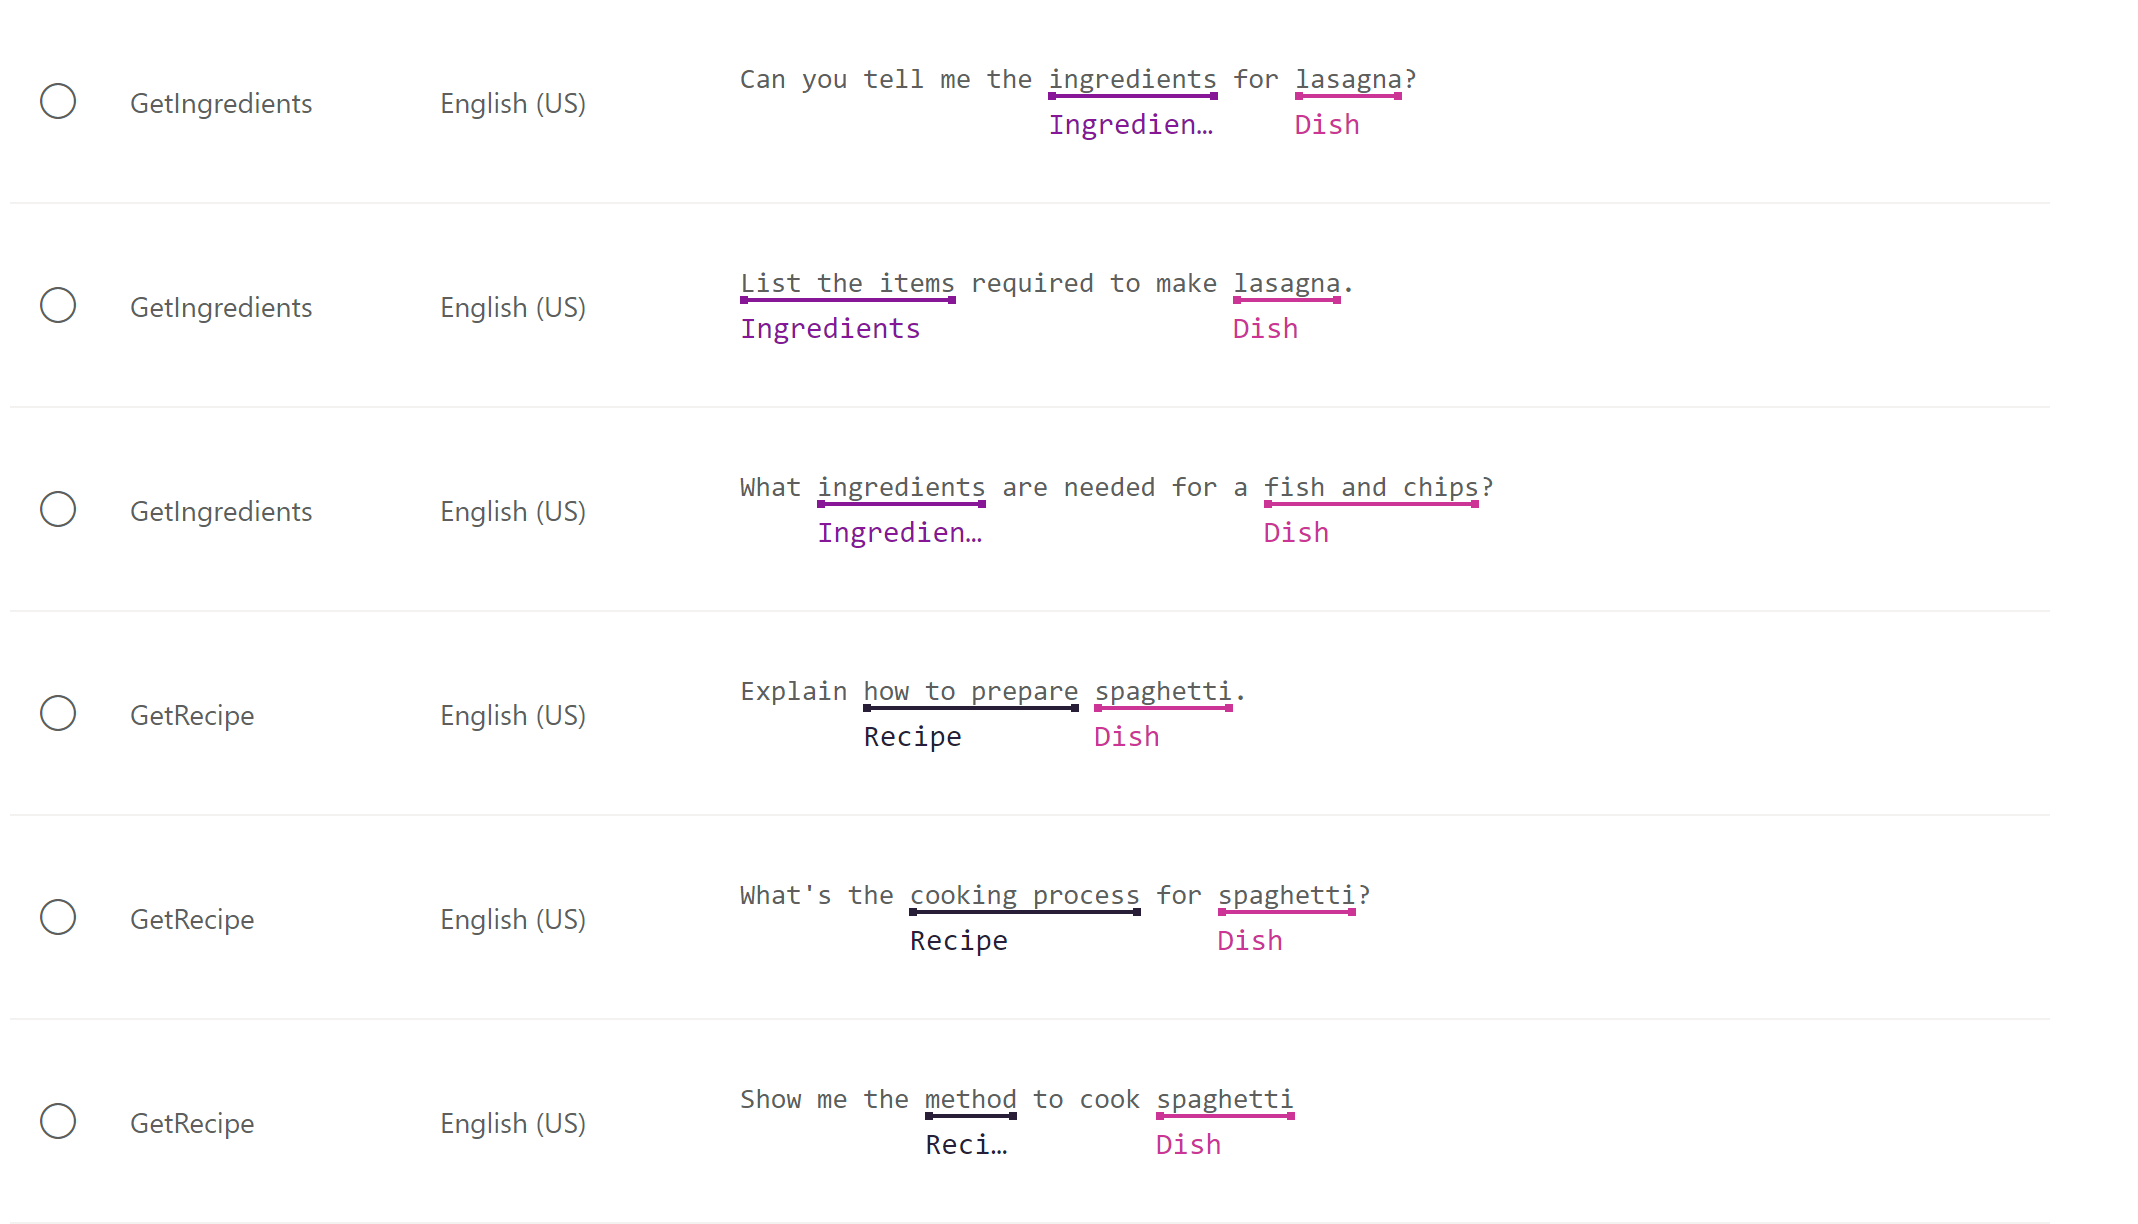 Can you tell me the ingredients for lasagna?
GetIngredients English (US)
Ingredien… Dish
List the items required to make lasagna.
GetIngredients English (US)
Ingredients Dish
What ingredients are needed for a fish and chips?
GetIngredients English (US)
Ingredien… Dish
Explain how to prepare spaghetti.
GetRecipe English (US)
Recipe Dish
What's the cooking process for spaghetti?
GetRecipe English (US)
Recipe Dish
Show me the method to cook spaghetti
GetRecipe English (US)
Reci… Dish